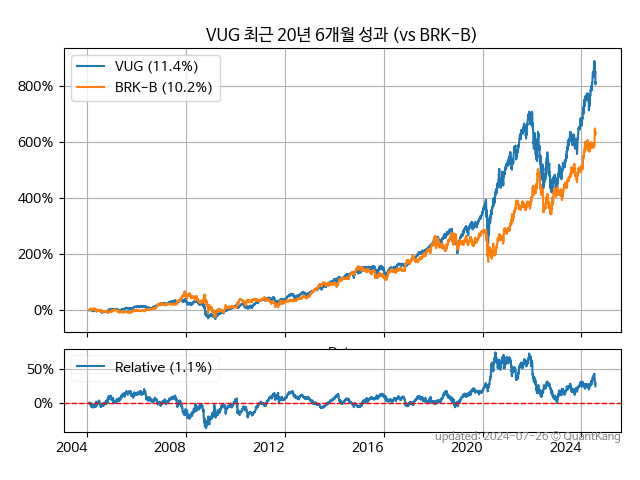 VUG 최근 20년 6개월 성과 (vs BRK-B)
VUG (11.4%)
BRK-B (10.2%)
800%
600%
400%
200%
0%
Relative (1.1%)
50%
0%
2004 2008 2012 2016 2020 2024
updated: 2024-07-26 © QuantKang